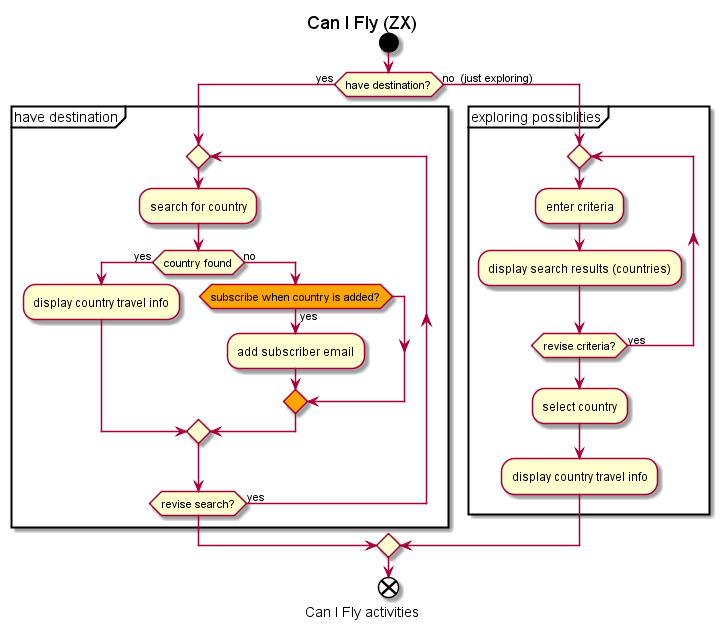 Can I Fly (ZX)
have destination?
yes
no (just exploring)
have destination
search for country
country found
yes
no
display country travel info
subscribe when country is added?
yes
add subscriber email
revise search?
yes
exploring possiblities
enter criteria
display search results (countries)
revise criteria?
yes
select country
display country travel info
Can I Fly activities